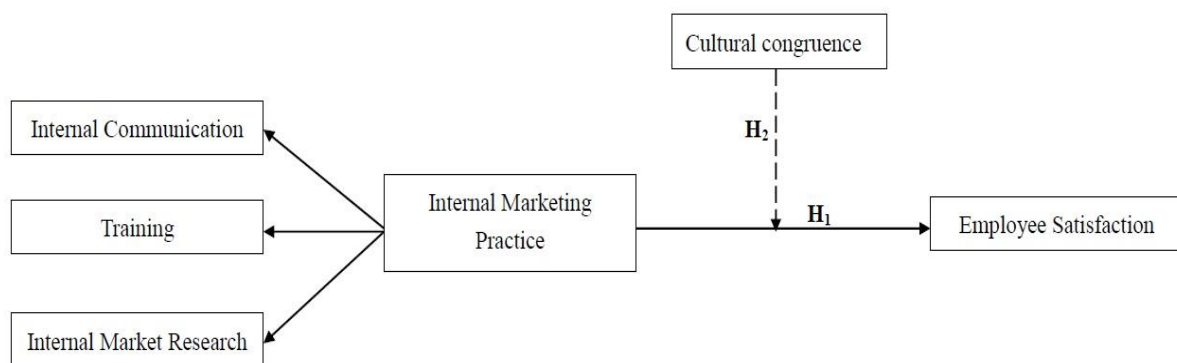 Cultural congruence
Internal Communication
H2
Internal Marketing
Practice
Training
H1
Employee Satisfaction
Internal Market Research